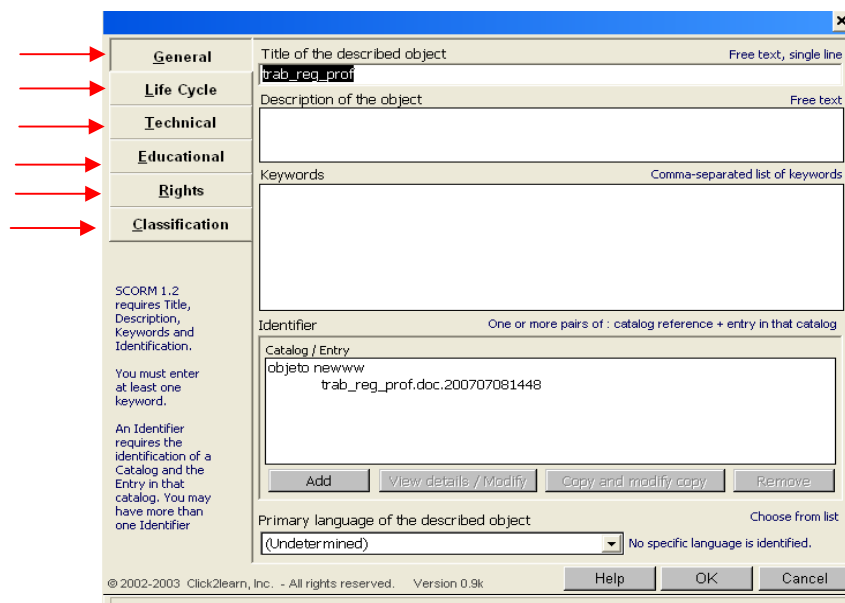 General
Life Cycle
Technical
Educational
Rights
Classification
SCORM 1.2
requires Title,
Description,
Keywords and
Identification.
You must enter
at least one
keyword.
An Identifier
requires the
identification of a
Catalog and the
Entry in that
catalog. You may
have more than
one Identifier
Title of the described object Free text, single line
trab_reg_prof
Description of the object Free text
Keywords Comma-separated list of keywords
Identifier One or more pairs of : catalog reference + entry in that catalog
Catalog / Entry
objeto newww
trab_reg_prof.doc.200707081448
Add View details / Modify Copy and modify copy Remove
Primary language of the described object Choose from list
(Undetermined) No specific language is identified.
© 2002-2003 Click2learn, Inc. - All rights reserved. Version 0.9k Help OK Cancel